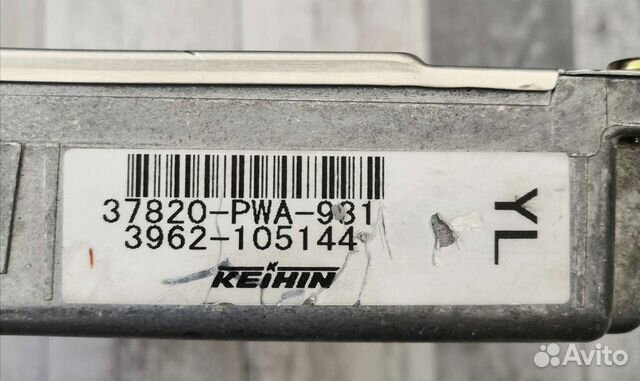 37820-PWA-931
3962-105144
KEIHIN
YL
Avito